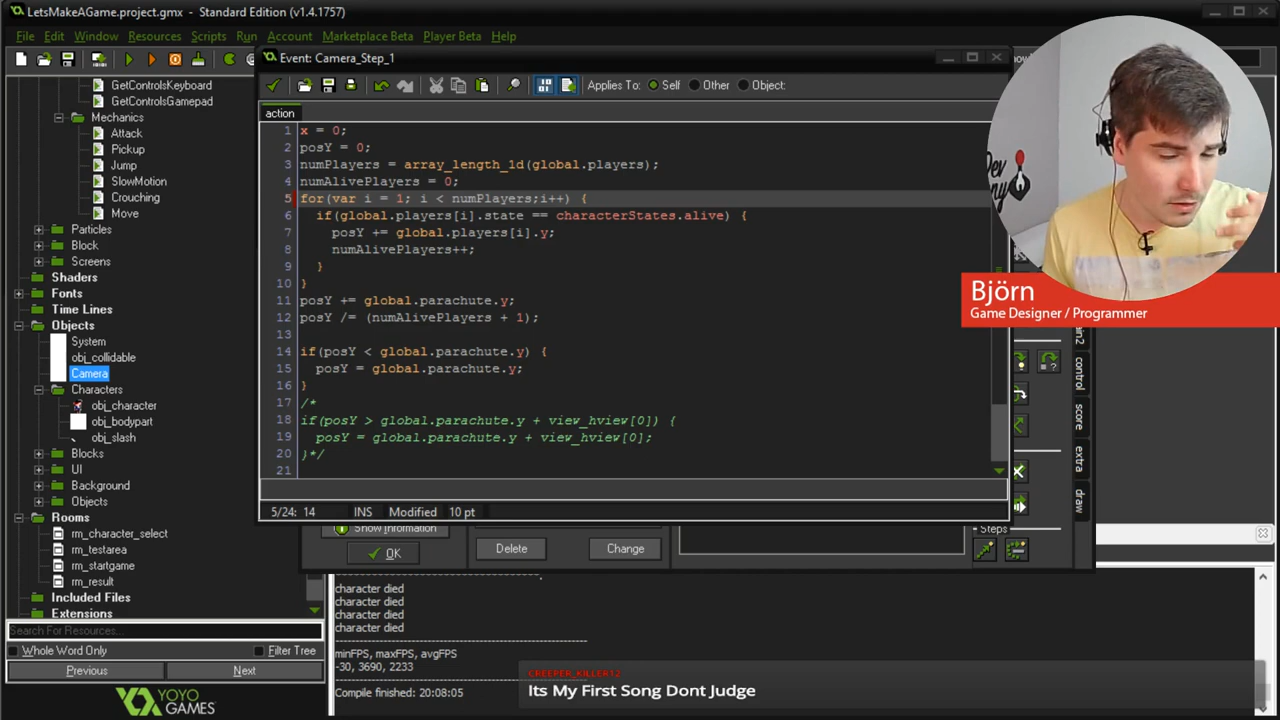 LetsMakeAGame.project.gmx - Standard Edition (v1.4.1757)
File Edit Window Resources Scripts Run Account Marketplace Beta Player Beta Help
GetControlsKeyboard
GetControlsGamepad
Mechanics
Attack
Pickup
Jump
SlowMotion
Crouching
Move
Particles
Block
Screens
Shaders
Fonts
Time Lines
Objects
System
obj_collidable
Camera
Characters
obj_character
obj_bodypart
obj_slash
Blocks
UI
Background
Objects
Rooms
rm_character_select
rm_testarea
rm_startgame
rm_result
Included Files
Extensions
Search For Resources...
Whole Word Only Filter Tree
Previous Next
YOYO
GAMES™
Event: Camera_Step_1
Applies To: Self Other Object:
action
1 x = 0;
2 posY = 0;
3 numPlayers = array_length_1d(global.players);
4 numAlivePlayers = 0;
5 for(var i = 1; i < numPlayers;i++) {
6 if(global.players[i].state == characterStates.alive) {
7 posY += global.players[i].y;
8 numAlivePlayers++;
9 }
10 }
11 posY += global.parachute.y;
12 posY /= (numAlivePlayers + 1);
13
14 if(posY < global.parachute.y) {
15 posY = global.parachute.y;
16 }
17 /*
18 if(posY > global.parachute.y + view_hview[0]) {
19 posY = global.parachute.y + view_hview[0];
20 }*/
21
5/24: 14 INS Modified 10 pt
Show Information
OK
Delete Change
Steps
control
score
extra
draw
Björn
Game Designer / Programmer
character died
character died
character died
character died
minFPS, maxFPS, avgFPS
-30, 3690, 2233
Compile finished: 20:08:05
CREEPER_KILLER12
Its My First Song Dont Judge